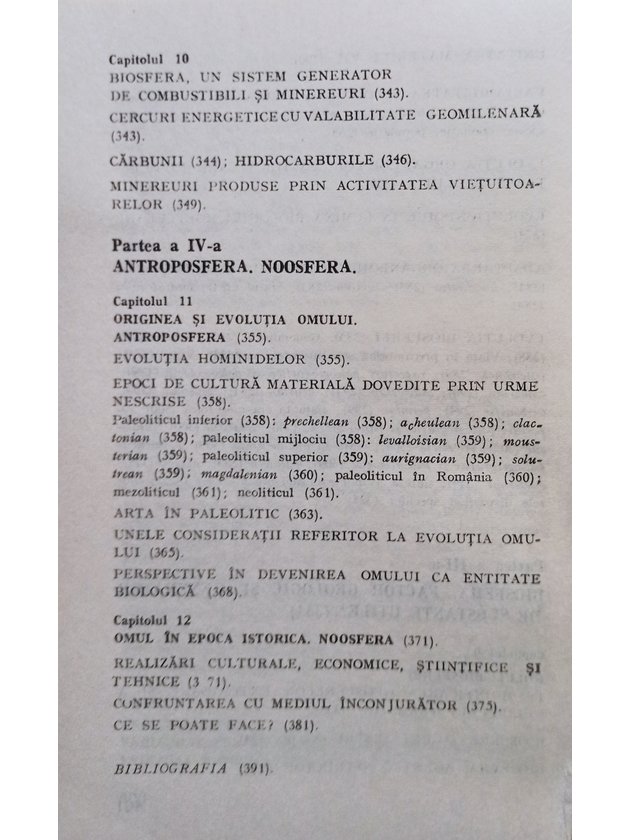 Capitolul 10
BIOSFERA, UN SISTEM GENERATOR
DE COMBUSTIBILI ȘI MINEREURI (343).
CERCURI ENERGETICE CU VALABILITATE GEOMILENARĂ
(343).
CĂRBUNII (344); HIDROCARBURILE (346).
MINEREURI PRODUSE PRIN ACTIVITATEA VIEȚUITOA-
RELOR (349).
Partea a IV-a
ANTROPOSFERA. NOOSFERA.
Capitolul 11
ORIGINEA ȘI EVOLUȚIA OMULUI.
ANTROPOSFERA (355).
EVOLUȚIA HOMINIDELOR (355).
EPOCI DE CULTURĂ MATERIALĂ DOVEDITE PRIN URME
NESCRISE (358).
Paleoliticul inferior (358): prechellean (358); acheulean (358); clac-
tonian (358); paleoliticul mijlociu (358): levalloisian (359); mous-
terian (359); paleoliticul superior (359): aurignacian (359); solu-
trean (359); magdalenian (360); paleoliticul în România (360);
mezoliticul (361); neoliticul (361).
ARTA ÎN PALEOLITIC (363).
UNELE CONSIDERAȚII REFERITOR LA EVOLUȚIA OMU-
LUI (365).
PERSPECTIVE ÎN DEVENIREA OMULUI CA ENTITATE
BIOLOGICĂ (368).
Capitolul 12
OMUL ÎN EPOCA ISTORICA. NOOSFERA (371).
REALIZĂRI CULTURALE, ECONOMICE, ȘTIINȚIFICE ȘI
TEHNICE (3 71).
CONFRUNTAREA CU MEDIUL ÎNCONJURĂTOR (375).
CE SE POATE FACE? (381).
BIBLIOGRAFIA (391).